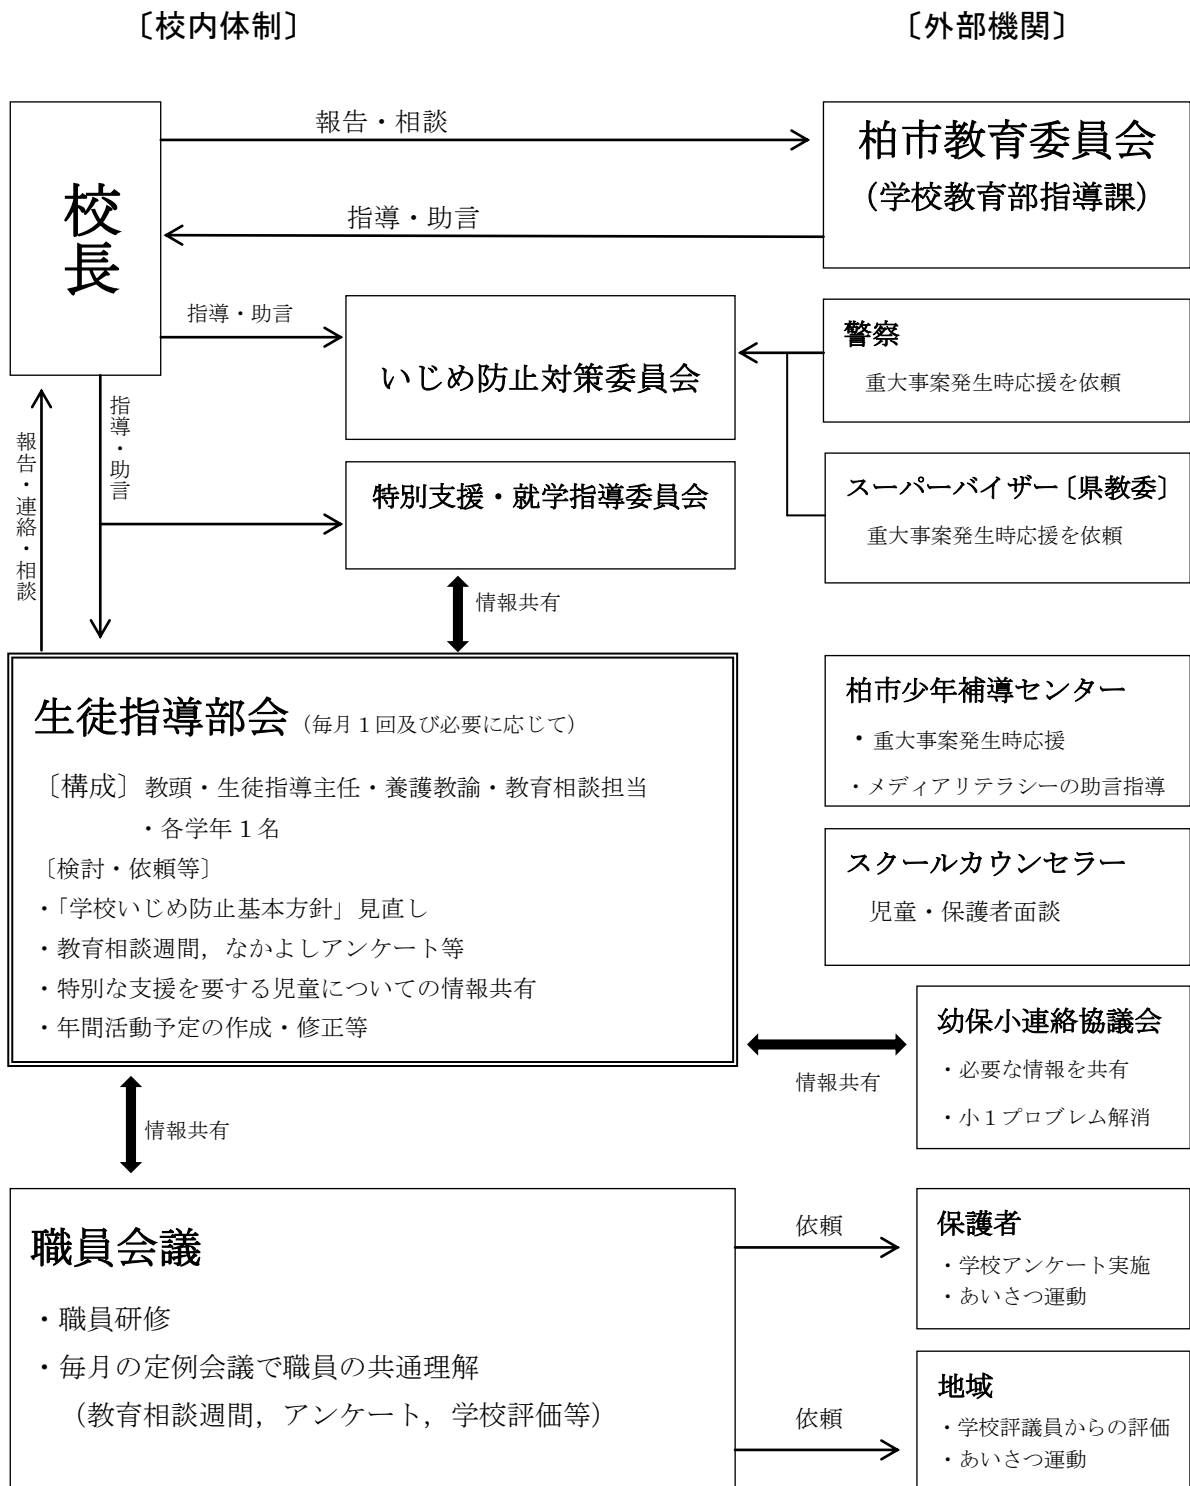 〔校内体制〕
〔外部機関〕
校長
報告・相談
指導・助言
柏市教育委員会
(学校教育部指導課)
指導・助言
いじめ防止対策委員会
警察
重大事案発生時応援を依頼
指導・助言
報告・連絡・相談
特別支援・就学指導委員会
スーパーバイザー〔県教委〕
重大事案発生時応援を依頼
情報共有
生徒指導部会（毎月１回及び必要に応じて）
〔構成〕教頭・生徒指導主任・養護教諭・教育相談担当
・各学年１名
〔検討・依頼等〕
・「学校いじめ防止基本方針」見直し
・教育相談週間，なかよしアンケート等
・特別な支援を要する児童についての情報共有
・年間活動予定の作成・修正等
柏市少年補導センター
・重大事案発生時応援
・メディアリテラシーの助言指導
スクールカウンセラー
児童・保護者面談
情報共有
幼保小連絡協議会
・必要な情報を共有
・小１プロブレム解消
情報共有
職員会議
・職員研修
・毎月の定例会議で職員の共通理解
（教育相談週間，アンケート，学校評価等）
依頼
保護者
・学校アンケート実施
・あいさつ運動
依頼
地域
・学校評議員からの評価
・あいさつ運動